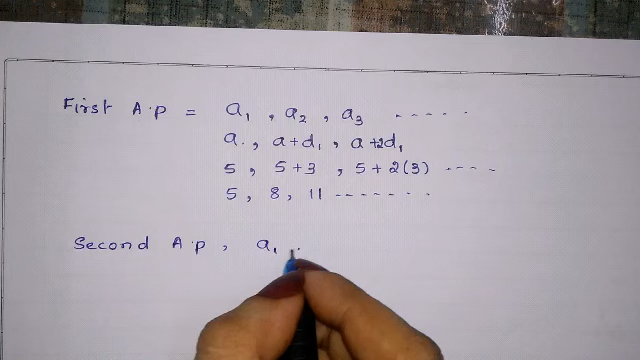 First A.P = a₁ , a₂ , a₃ ......
a , a+d₁ , a+2d₁
5 , 5+3 , 5+2(3) ....
5 , 8 , 11 .......
Second A.P , a₁